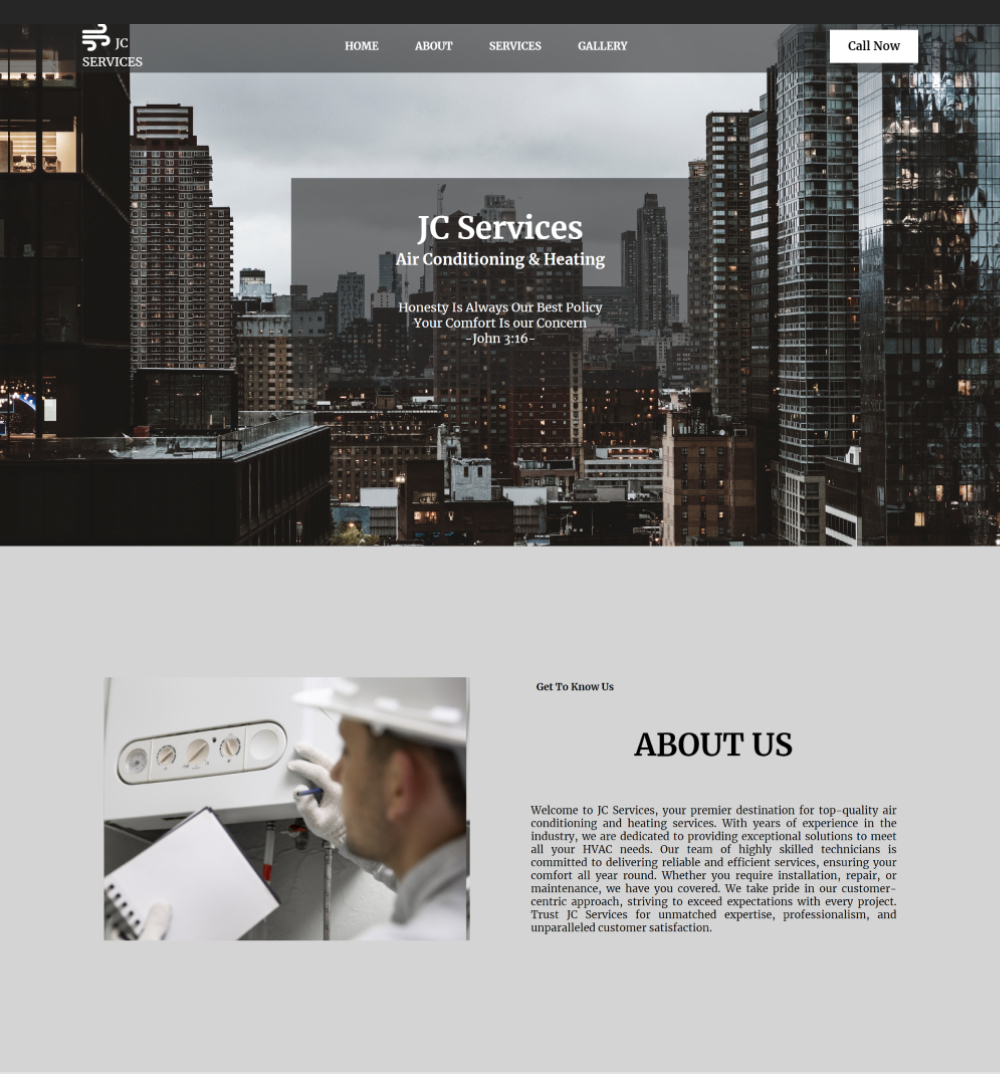 JC
SERVICES
HOME ABOUT SERVICES GALLERY
Call Now
JC Services
Air Conditioning & Heating
Honesty Is Always Our Best Policy
Your Comfort Is our Concern
~John 3:16~
Get To Know Us
ABOUT US
Welcome to JC Services, your premier destination for top-quality air
conditioning and heating services. With years of experience in the
industry, we are dedicated to providing exceptional solutions to meet
all your HVAC needs. Our team of highly skilled technicians is
committed to delivering reliable and efficient services, ensuring your
comfort all year round. Whether you require installation, repair, or
maintenance, we have you covered. We take pride in our customer-
centric approach, striving to exceed expectations with every project.
Trust JC Services for unmatched expertise, professionalism, and
unparalleled customer satisfaction.